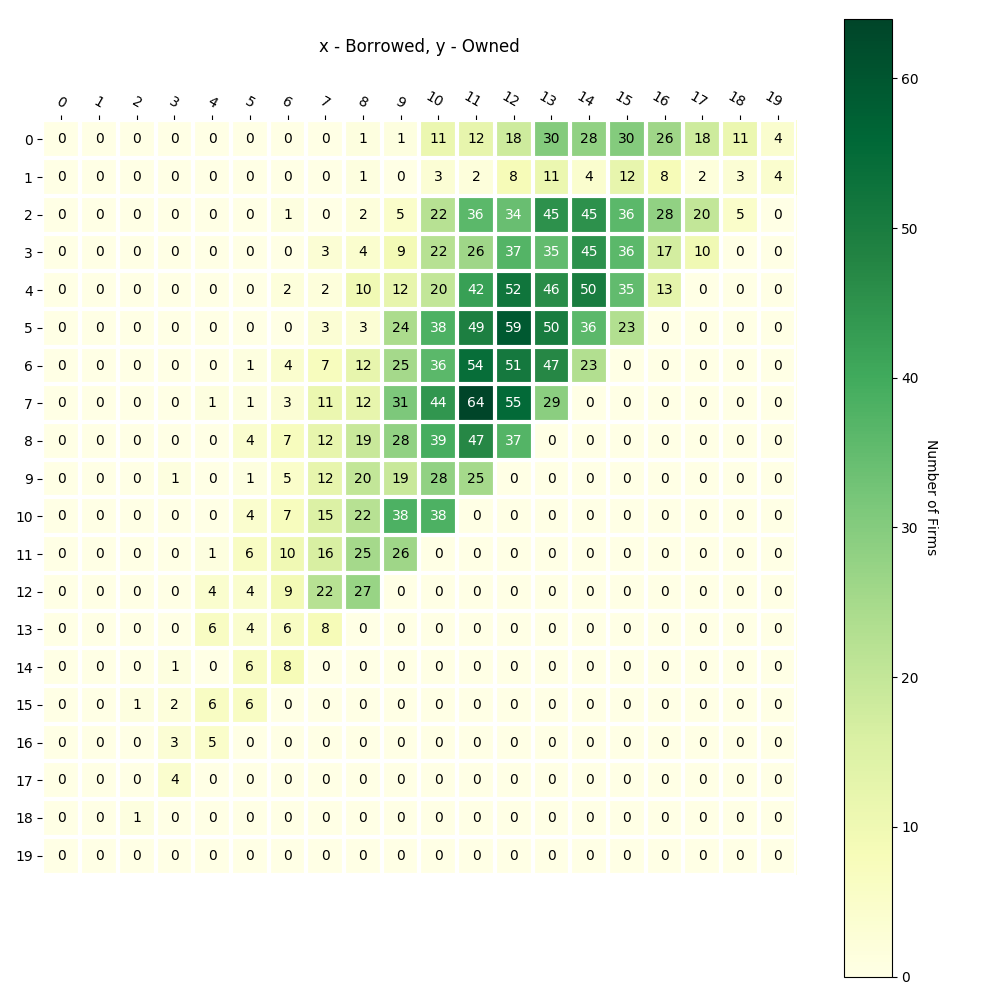 x - Borrowed, y - Owned
0 1 2 3 4 5 6 7 8 9 10 11 12 13 14 15 16 17 18 19
0 0 0 0 0 0 0 0 0 1 1 11 12 18 30 28 30 26 18 11 4
1 0 0 0 0 0 0 0 0 1 0 3 2 8 11 4 12 8 2 3 4
2 0 0 0 0 0 0 1 0 2 5 22 36 34 45 45 36 28 20 5 0
3 0 0 0 0 0 0 0 3 4 9 22 26 37 35 45 36 17 10 0 0
4 0 0 0 0 0 0 2 2 10 12 20 42 52 46 50 35 13 0 0 0
5 0 0 0 0 0 0 0 3 3 24 38 49 59 50 36 23 0 0 0 0
6 0 0 0 0 0 1 4 7 12 25 36 54 51 47 23 0 0 0 0 0
7 0 0 0 0 1 1 3 11 12 31 44 64 55 29 0 0 0 0 0 0
8 0 0 0 0 0 4 7 12 19 28 39 47 37 0 0 0 0 0 0 0
9 0 0 0 1 0 1 5 12 20 19 28 25 0 0 0 0 0 0 0 0
10 0 0 0 0 0 4 7 15 22 38 38 0 0 0 0 0 0 0 0 0
11 0 0 0 0 1 6 10 16 25 26 0 0 0 0 0 0 0 0 0 0
12 0 0 0 0 4 4 9 22 27 0 0 0 0 0 0 0 0 0 0 0
13 0 0 0 0 6 4 6 8 0 0 0 0 0 0 0 0 0 0 0 0
14 0 0 0 1 0 6 8 0 0 0 0 0 0 0 0 0 0 0 0 0
15 0 0 1 2 6 6 0 0 0 0 0 0 0 0 0 0 0 0 0 0
16 0 0 0 3 5 0 0 0 0 0 0 0 0 0 0 0 0 0 0 0
17 0 0 0 4 0 0 0 0 0 0 0 0 0 0 0 0 0 0 0 0
18 0 0 1 0 0 0 0 0 0 0 0 0 0 0 0 0 0 0 0 0
19 0 0 0 0 0 0 0 0 0 0 0 0 0 0 0 0 0 0 0 0
60
50
40
30
20
10
0
Number of Firms